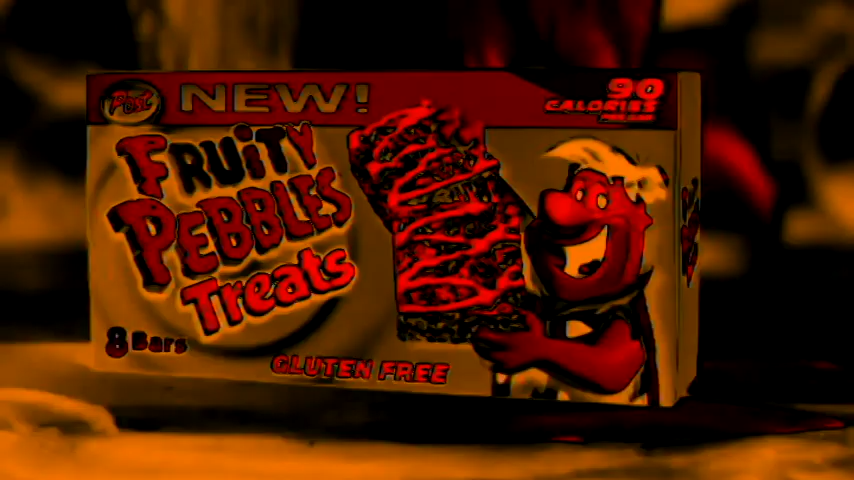 Post
NEW!
90
CALORIES
FRUiTY
PEBBLES
Treats
8 Bars
GLUTEN FREE